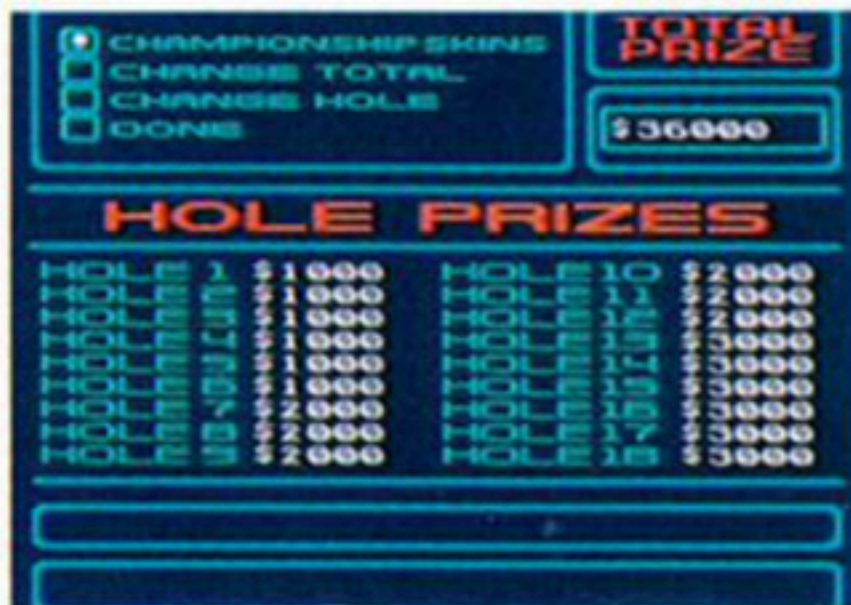 CHAMPIONSHIP SKINS
CHANGE TOTAL
CHANGE HOLE
DONE
TOTAL
PRIZE
$36000
HOLE PRIZES
HOLE 1 $1000
HOLE 2 $1000
HOLE 3 $1000
HOLE 4 $1000
HOLE 5 $1000
HOLE 6 $1000
HOLE 7 $2000
HOLE 8 $2000
HOLE 9 $2000
HOLE 10 $2000
HOLE 11 $2000
HOLE 12 $2000
HOLE 13 $3000
HOLE 14 $3000
HOLE 15 $3000
HOLE 16 $3000
HOLE 17 $3000
HOLE 18 $3000